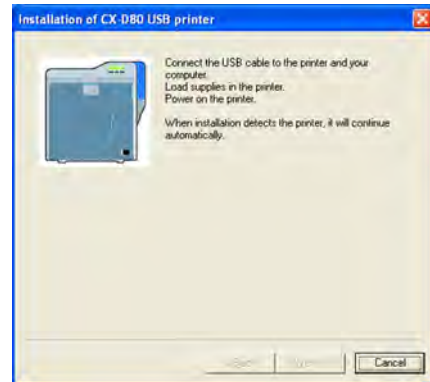 Installation of CX-D80 USB printer
Connect the USB cable to the printer and your
computer.
Load supplies in the printer.
Power on the printer.
When installation detects the printer, it will continue
automatically.
Cancel